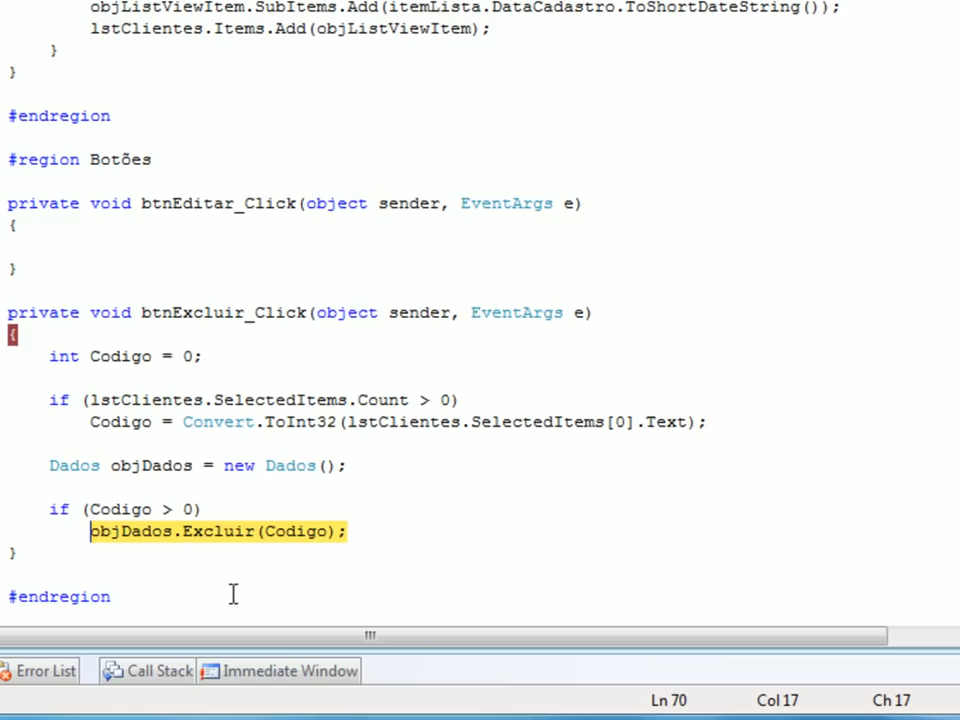 objListViewItem.SubItems.Add(itemLista.DataCadastro.ToShortDateString());
lstClientes.Items.Add(objListViewItem);
}
}
#endregion
#region Botões
private void btnEditar_Click(object sender, EventArgs e)
{
}
private void btnExcluir_Click(object sender, EventArgs e)
{
int Codigo = 0;
if (lstClientes.SelectedItems.Count > 0)
Codigo = Convert.ToInt32(lstClientes.SelectedItems[0].Text);
Dados objDados = new Dados();
if (Codigo > 0)
objDados.Excluir(Codigo);
}
#endregion
Error List Call Stack Immediate Window
Ln 70 Col 17 Ch 17